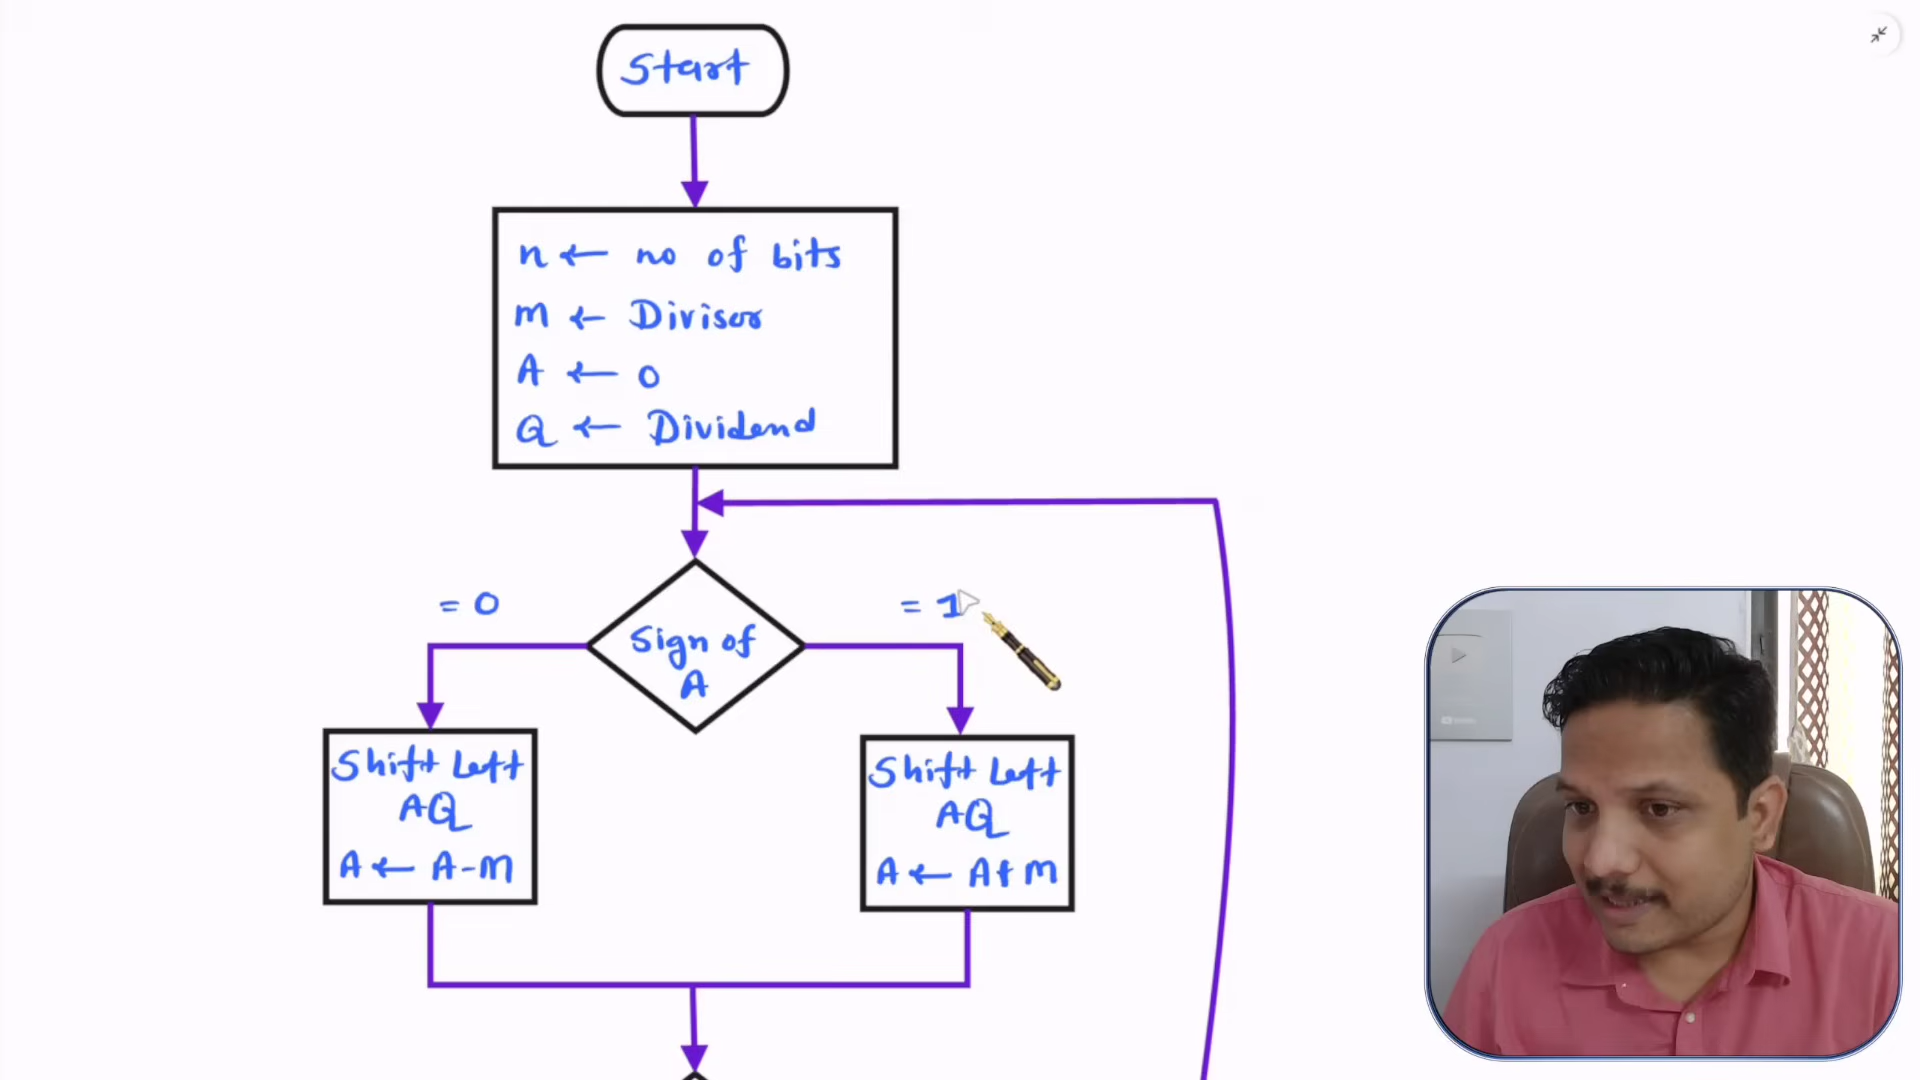 Start
n ← no of bits
M ← Divisor
A ← 0
Q ← Dividend
= 0
= 1
Sign of
A
Shift Left
AQ
A ← A-M
Shift Left
AQ
A ← A+M